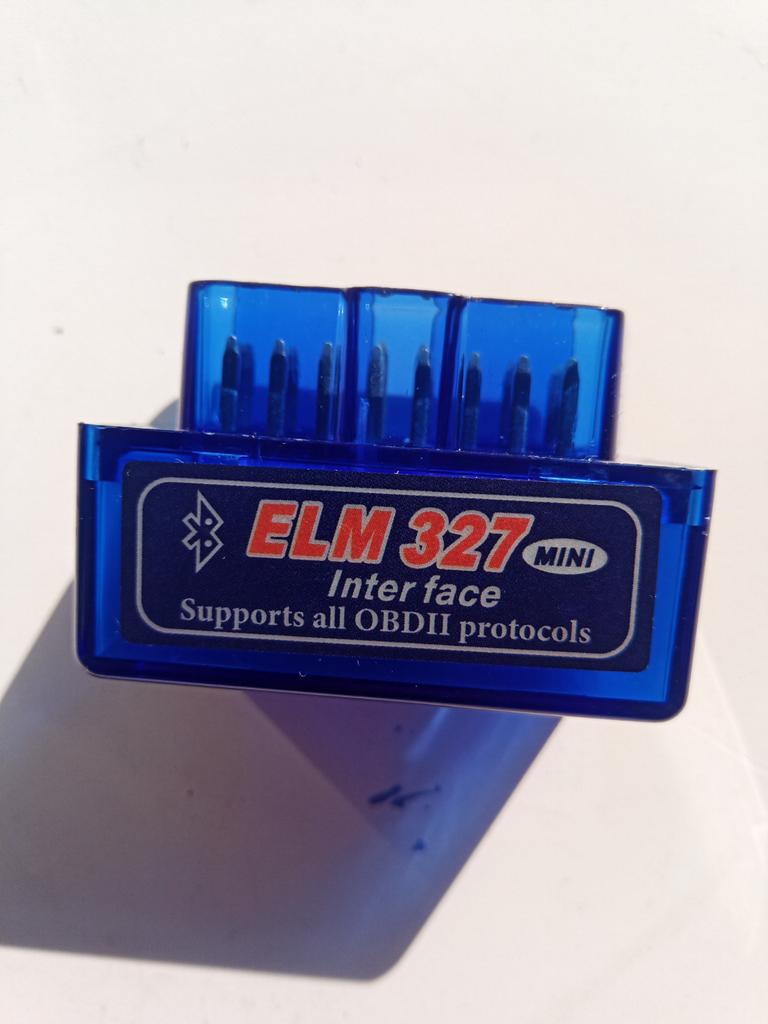 ELM 327 MINI
Inter face
Supports all OBDII protocols